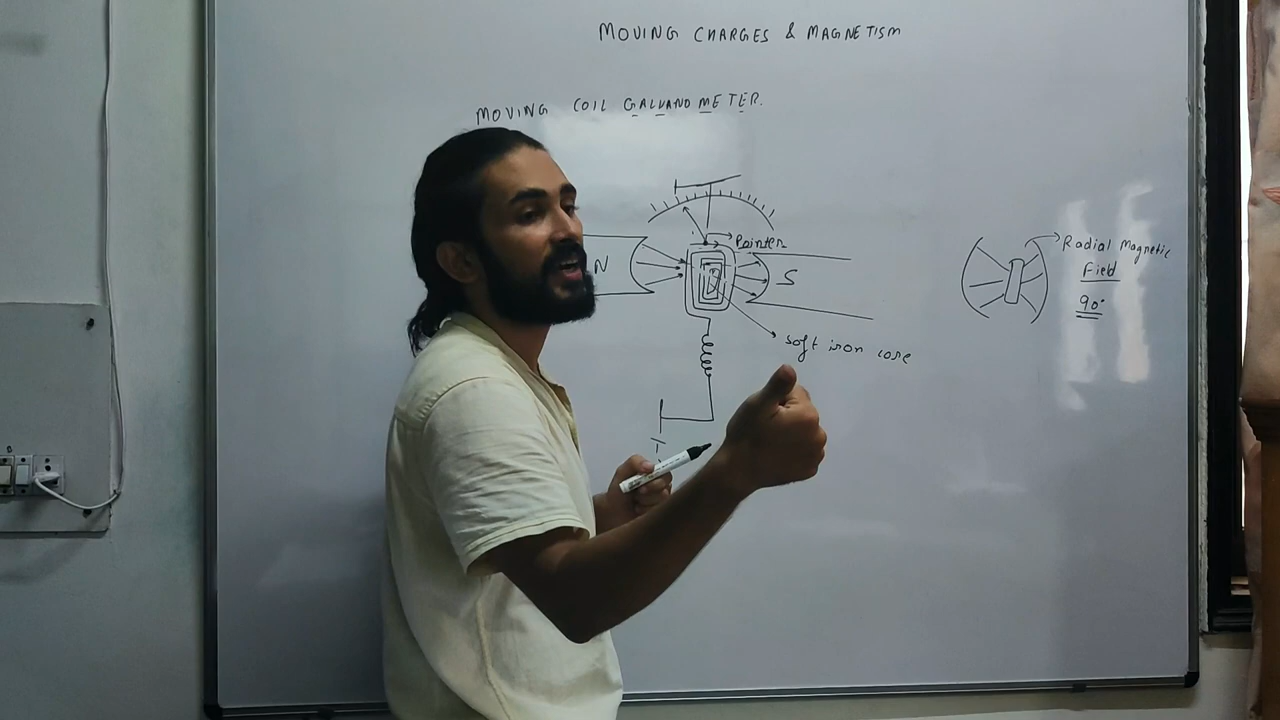 MOVING CHARGES & MAGNETISM
MOVING COIL GALVANOMETER.
Pointer
N
S
Radial Magnetic
Field
90°
soft iron core